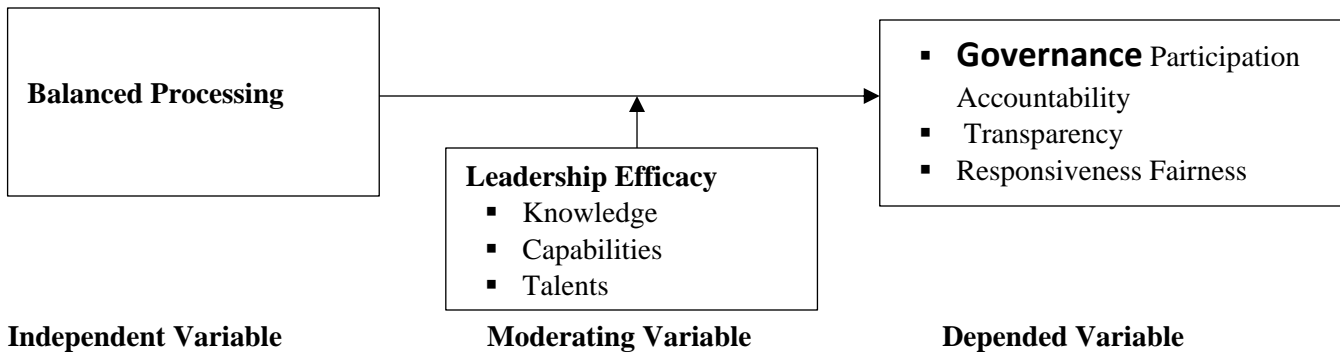 Balanced Processing
▪ Governance Participation
Accountability
▪ Transparency
▪ Responsiveness Fairness
Leadership Efficacy
▪ Knowledge
▪ Capabilities
▪ Talents
Independent Variable
Moderating Variable
Depended Variable